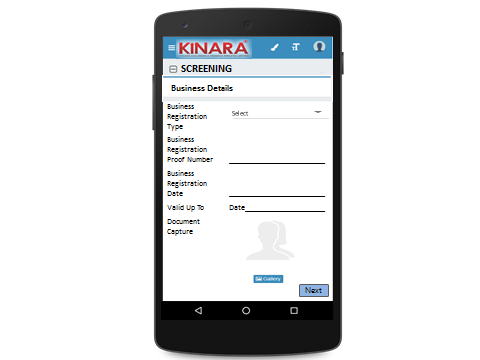 KINARA
SCREENING
Business Details
Business
Registration
Type
Select
Business
Registration
Proof Number
Business
Registration
Date
Valid Up To
Date
Document
Capture
Gallery
Next